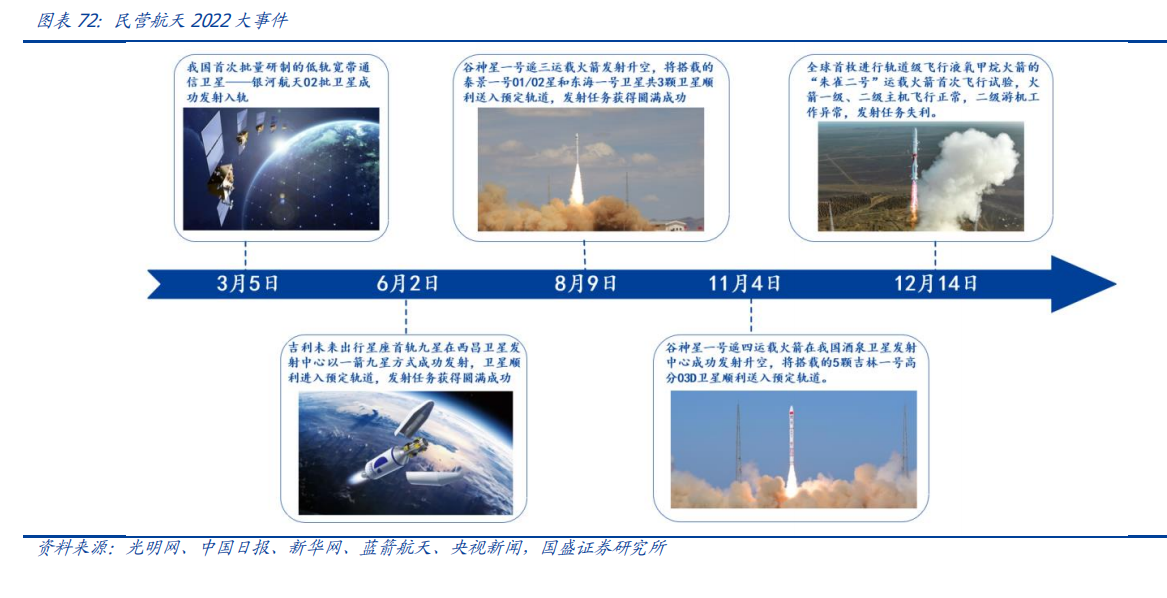 图表 72：民营航天 2022 大事件
我国首次批量研制的低轨宽带通
信卫星——银河航天02批卫星成
功发射入轨
谷神星一号遥三运载火箭发射升空，将搭载的
泰景一号01/02星和东海一号卫星共3颗卫星顺
利送入预定轨道，发射任务获得圆满成功
全球首枚进行轨道级飞行液氧甲烷火箭的
“朱雀二号”运载火箭首次飞行试验，火
箭一级、二级主机飞行正常，二级游机工
作异常，发射任务失利。
3月5日
6月2日
8月9日
11月4日
12月14日
吉利未来出行星座首轨九星在西昌卫星发
射中心以一箭九星方式成功发射，卫星顺
利进入预定轨道，发射任务获得圆满成功
谷神星一号遥四运载火箭在我国酒泉卫星发射
中心成功发射升空，将搭载的5颗吉林一号高
分03D卫星顺利送入预定轨道。
资料来源：光明网、中国日报、新华网、蓝箭航天、央视新闻，国盛证券研究所